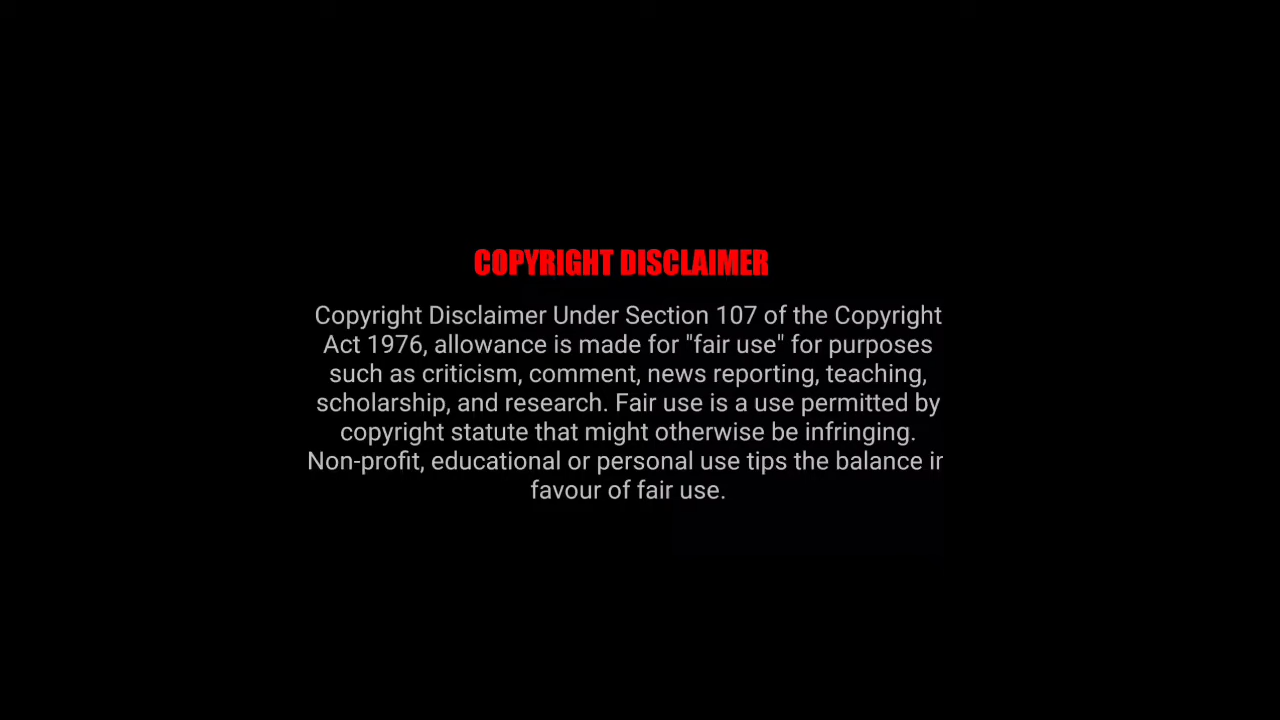 COPYRIGHT DISCLAIMER
Copyright Disclaimer Under Section 107 of the Copyright
Act 1976, allowance is made for "fair use" for purposes
such as criticism, comment, news reporting, teaching,
scholarship, and research. Fair use is a use permitted by
copyright statute that might otherwise be infringing.
Non-profit, educational or personal use tips the balance in
favour of fair use.